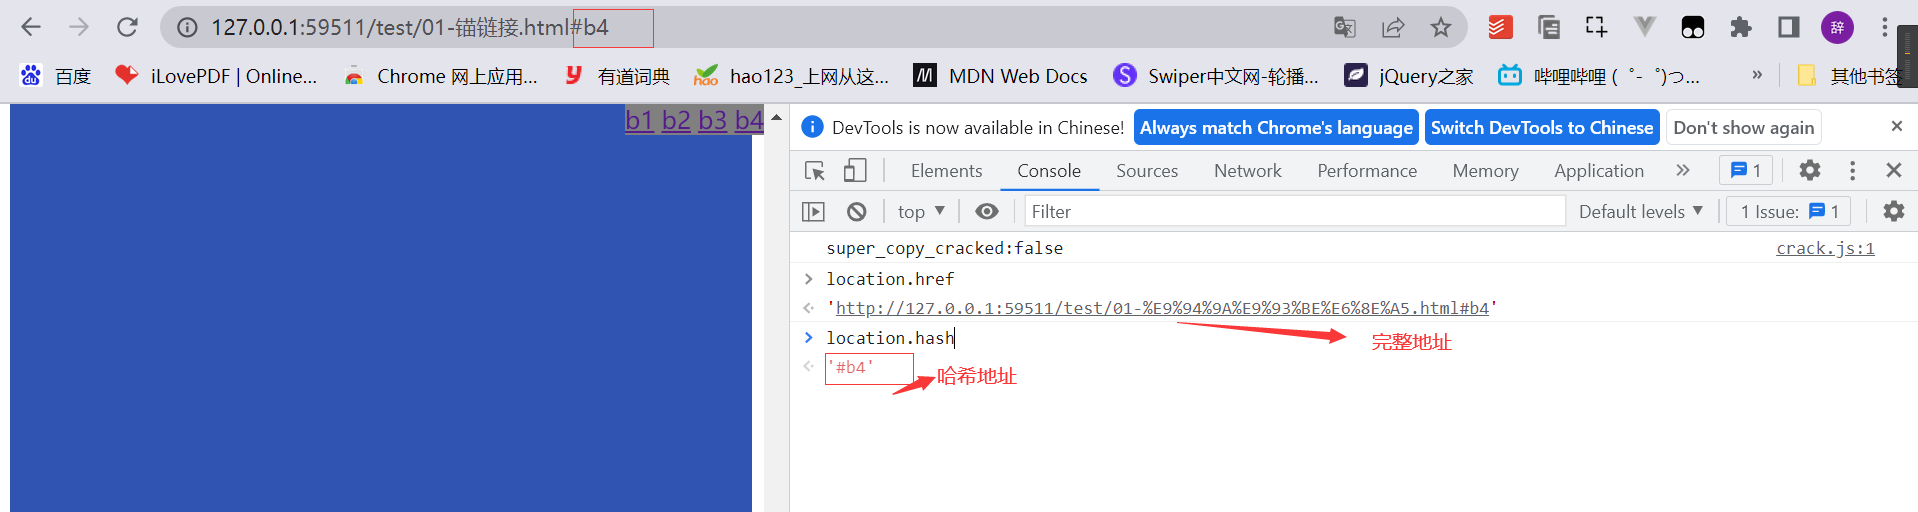 127.0.0.1:59511/test/01-锚链接.html#b4
辞
百度 iLovePDF | Online... Chrome 网上应用... 有道词典 hao123_上网从这... MDN Web Docs Swiper中文网-轮播... jQuery之家 哔哩哔哩 ( ゜- ゜)つ... » 其他书签
b1 b2 b3 b4
DevTools is now available in Chinese! Always match Chrome's language Switch DevTools to Chinese Don't show again
Elements Console Sources Network Performance Memory Application » 1
top Filter Default levels 1 Issue: 1
super_copy_cracked:false crack.js:1
location.href
'http://127.0.0.1:59511/test/01-%E9%94%9A%E9%93%BE%E6%8E%A5.html#b4'
location.hash 完整地址
'#b4' 哈希地址